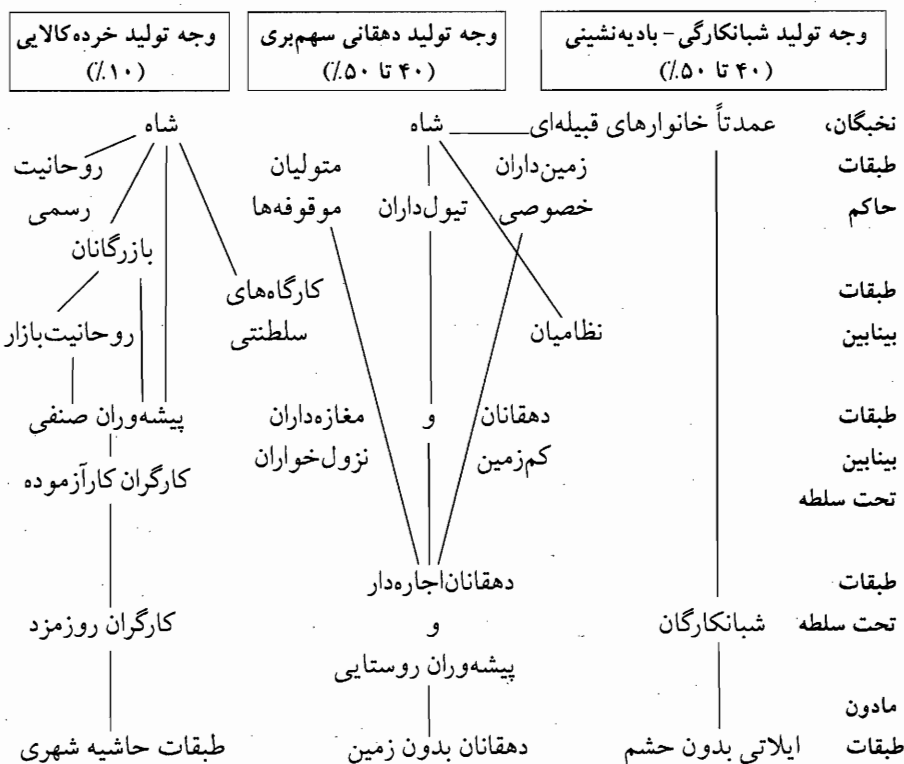 وجه تولید شبانکارگی – بادیه‌نشینی
(۴۰ تا ۵۰٪)
وجه تولید دهقانی سهم‌بری
(۴۰ تا ۵۰٪)
وجه تولید خرده‌کالایی
(۱۰٪)
نخبگان، عمدتاً خانوارهای قبیله‌ای شاه شاه
طبقات زمین‌داران متولیان روحانیت
حاکم خصوصی تیول‌داران موقوفه‌ها رسمی
بازرگانان
طبقات کارگاه‌های
بینابین نظامیان سلطنتی روحانیت‌بازار
طبقات دهقانان و مغازه‌داران پیشه‌وران صنفی
بینابین کم‌زمین نزول‌خواران کارگران کارآزموده
تحت سلطه
طبقات دهقانان‌اجاره‌دار
تحت سلطه شبانکارگان و کارگران روزمزد
پیشه‌وران روستایی
مادون
طبقات ایلاتی بدون حشم دهقانان بدون زمین طبقات حاشیه شهری